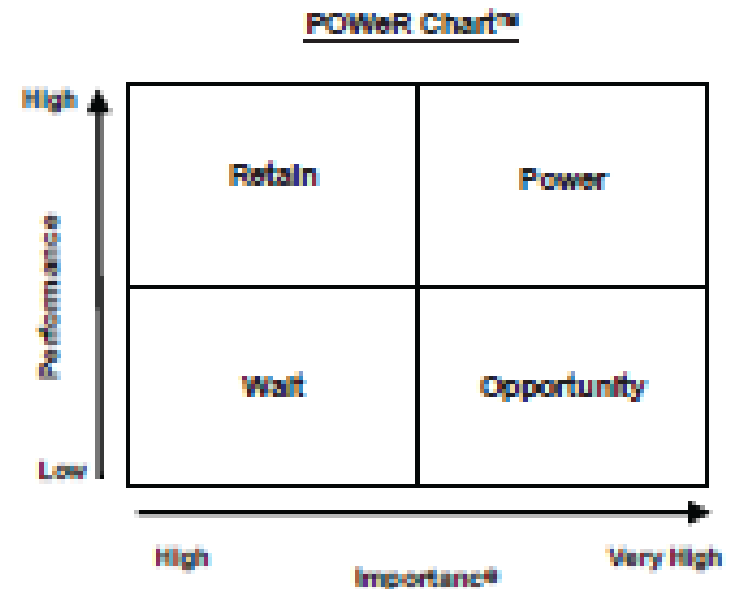 POWeR Chart™
High
Retain
Power
Performance
Wait
Opportunity
Low
High
Very High
Importance